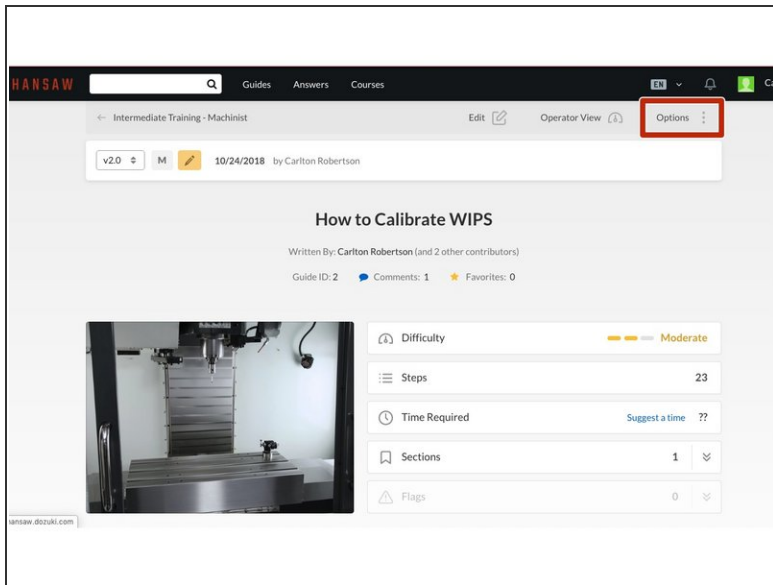 HANSAW Guides Answers Courses EN
← Intermediate Training - Machinist Edit Operator View Options
v2.0 M 10/24/2018 by Carlton Robertson
How to Calibrate WIPS
Written By: Carlton Robertson (and 2 other contributors)
Guide ID: 2 Comments: 1 Favorites: 0
Difficulty Moderate
Steps 23
Time Required Suggest a time ??
Sections 1
Flags 0
hansaw.dozuki.com